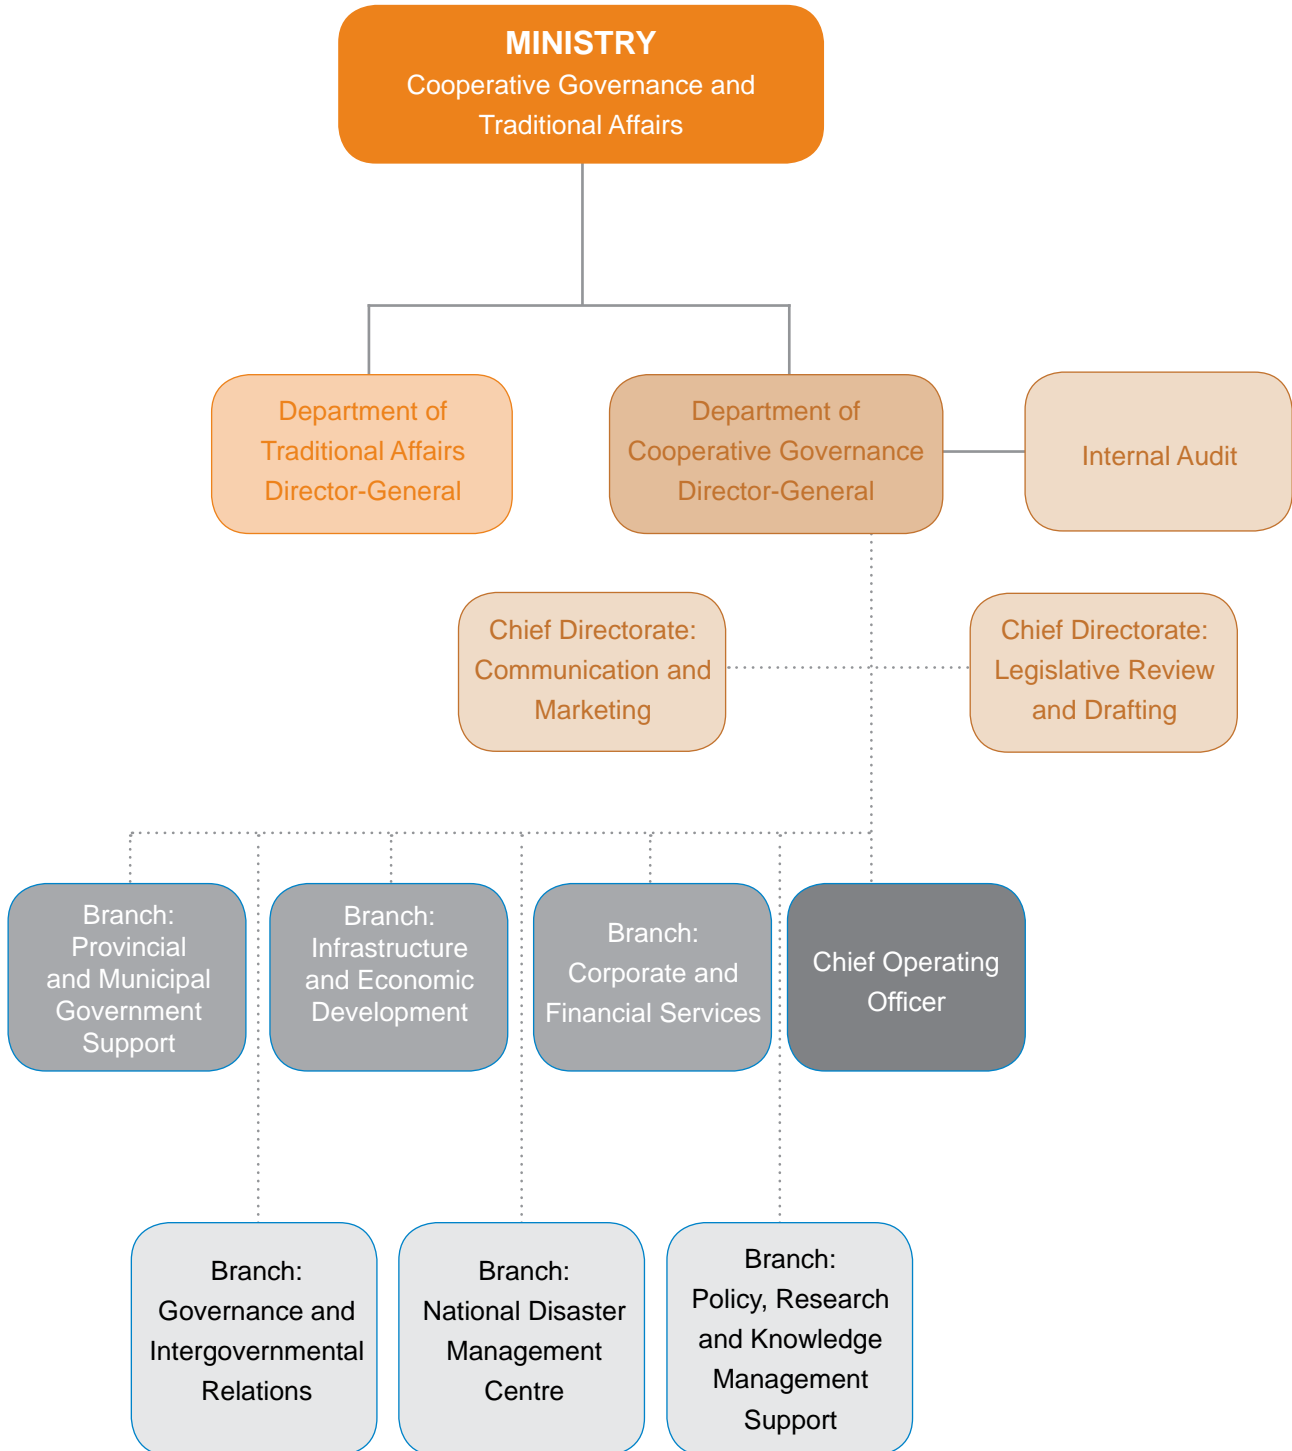 MINISTRY
Cooperative Governance and
Traditional Affairs
Department of
Traditional Affairs
Director-General
Department of
Cooperative Governance
Director-General
Internal Audit
Chief Directorate:
Communication and
Marketing
Chief Directorate:
Legislative Review
and Drafting
Branch:
Provincial
and Municipal
Government
Support
Branch:
Infrastructure
and Economic
Development
Branch:
Corporate and
Financial Services
Chief Operating
Officer
Branch:
Governance and
Intergovernmental
Relations
Branch:
National Disaster
Management
Centre
Branch:
Policy, Research
and Knowledge
Management
Support